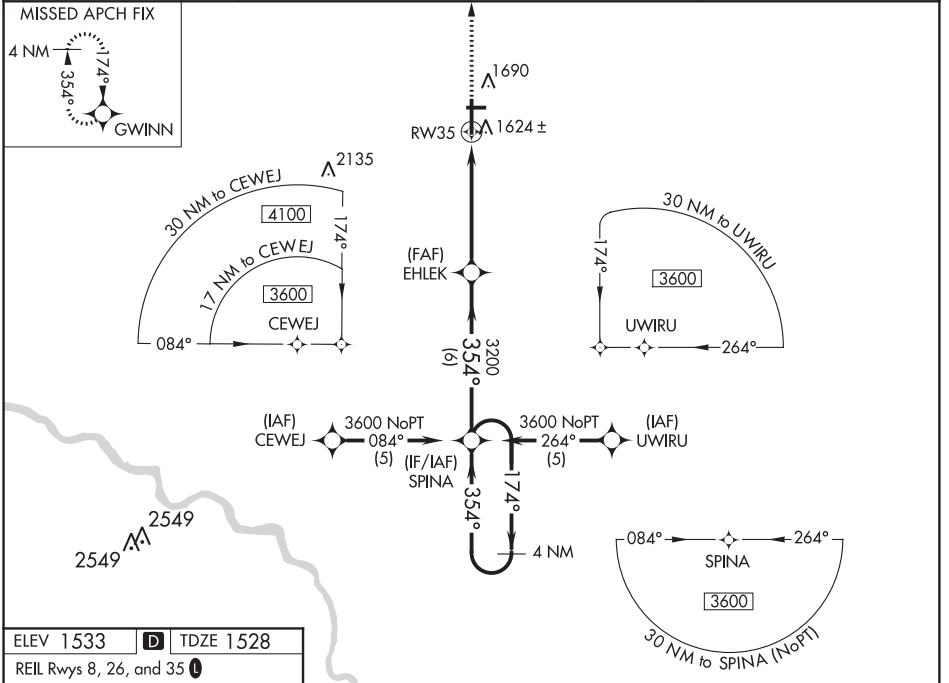 MISSED APCH FIX
4 NM
354°
174°
GWINN
1690
RW35
1624 ±
2135
30 NM to CEWEJ
4100
174°
17 NM to CEWEJ
3600
CEWEJ
084°
(FAF)
EHLEK
30 NM to UWIRU
174°
3600
UWIRU
264°
3200
354°
(6)
(IAF)
CEWEJ
3600 NoPT
084°
(5)
(IF/IAF)
SPINA
3600 NoPT
264°
(5)
(IAF)
UWIRU
354°
174°
4 NM
2549
2549
084°
264°
SPINA
3600
30 NM to SPINA (NoPT)
ELEV 1533 D TDZE 1528
REIL Rwys 8, 26, and 35 L